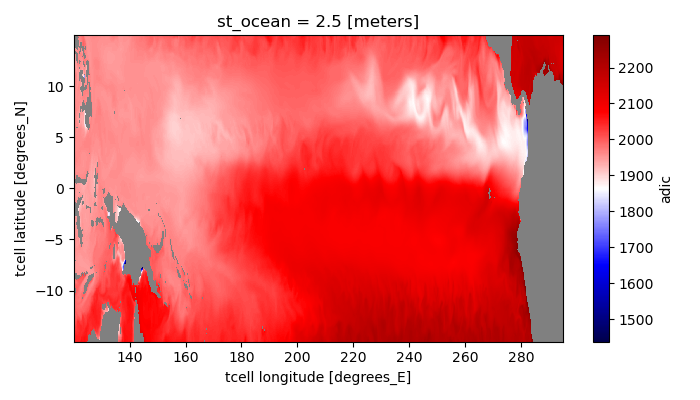 st_ocean = 2.5 [meters]
10
5
0
−5
−10
tcell latitude [degrees_N]
140 160 180 200 220 240 260 280
tcell longitude [degrees_E]
2200
2100
2000
1900
1800
1700
1600
1500
adic